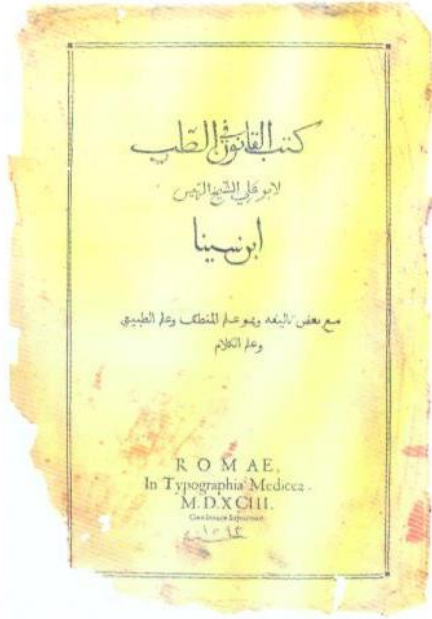 كتب القانون في الطب
لابو علي الشيخ الرئيس
ابن سينا
مع بعض تاليفه وهو علم المنطق وعلم الطبيعي
وعلم الكلام
ROMAE,
In Typographia Medicea.
M.D.XCIII.